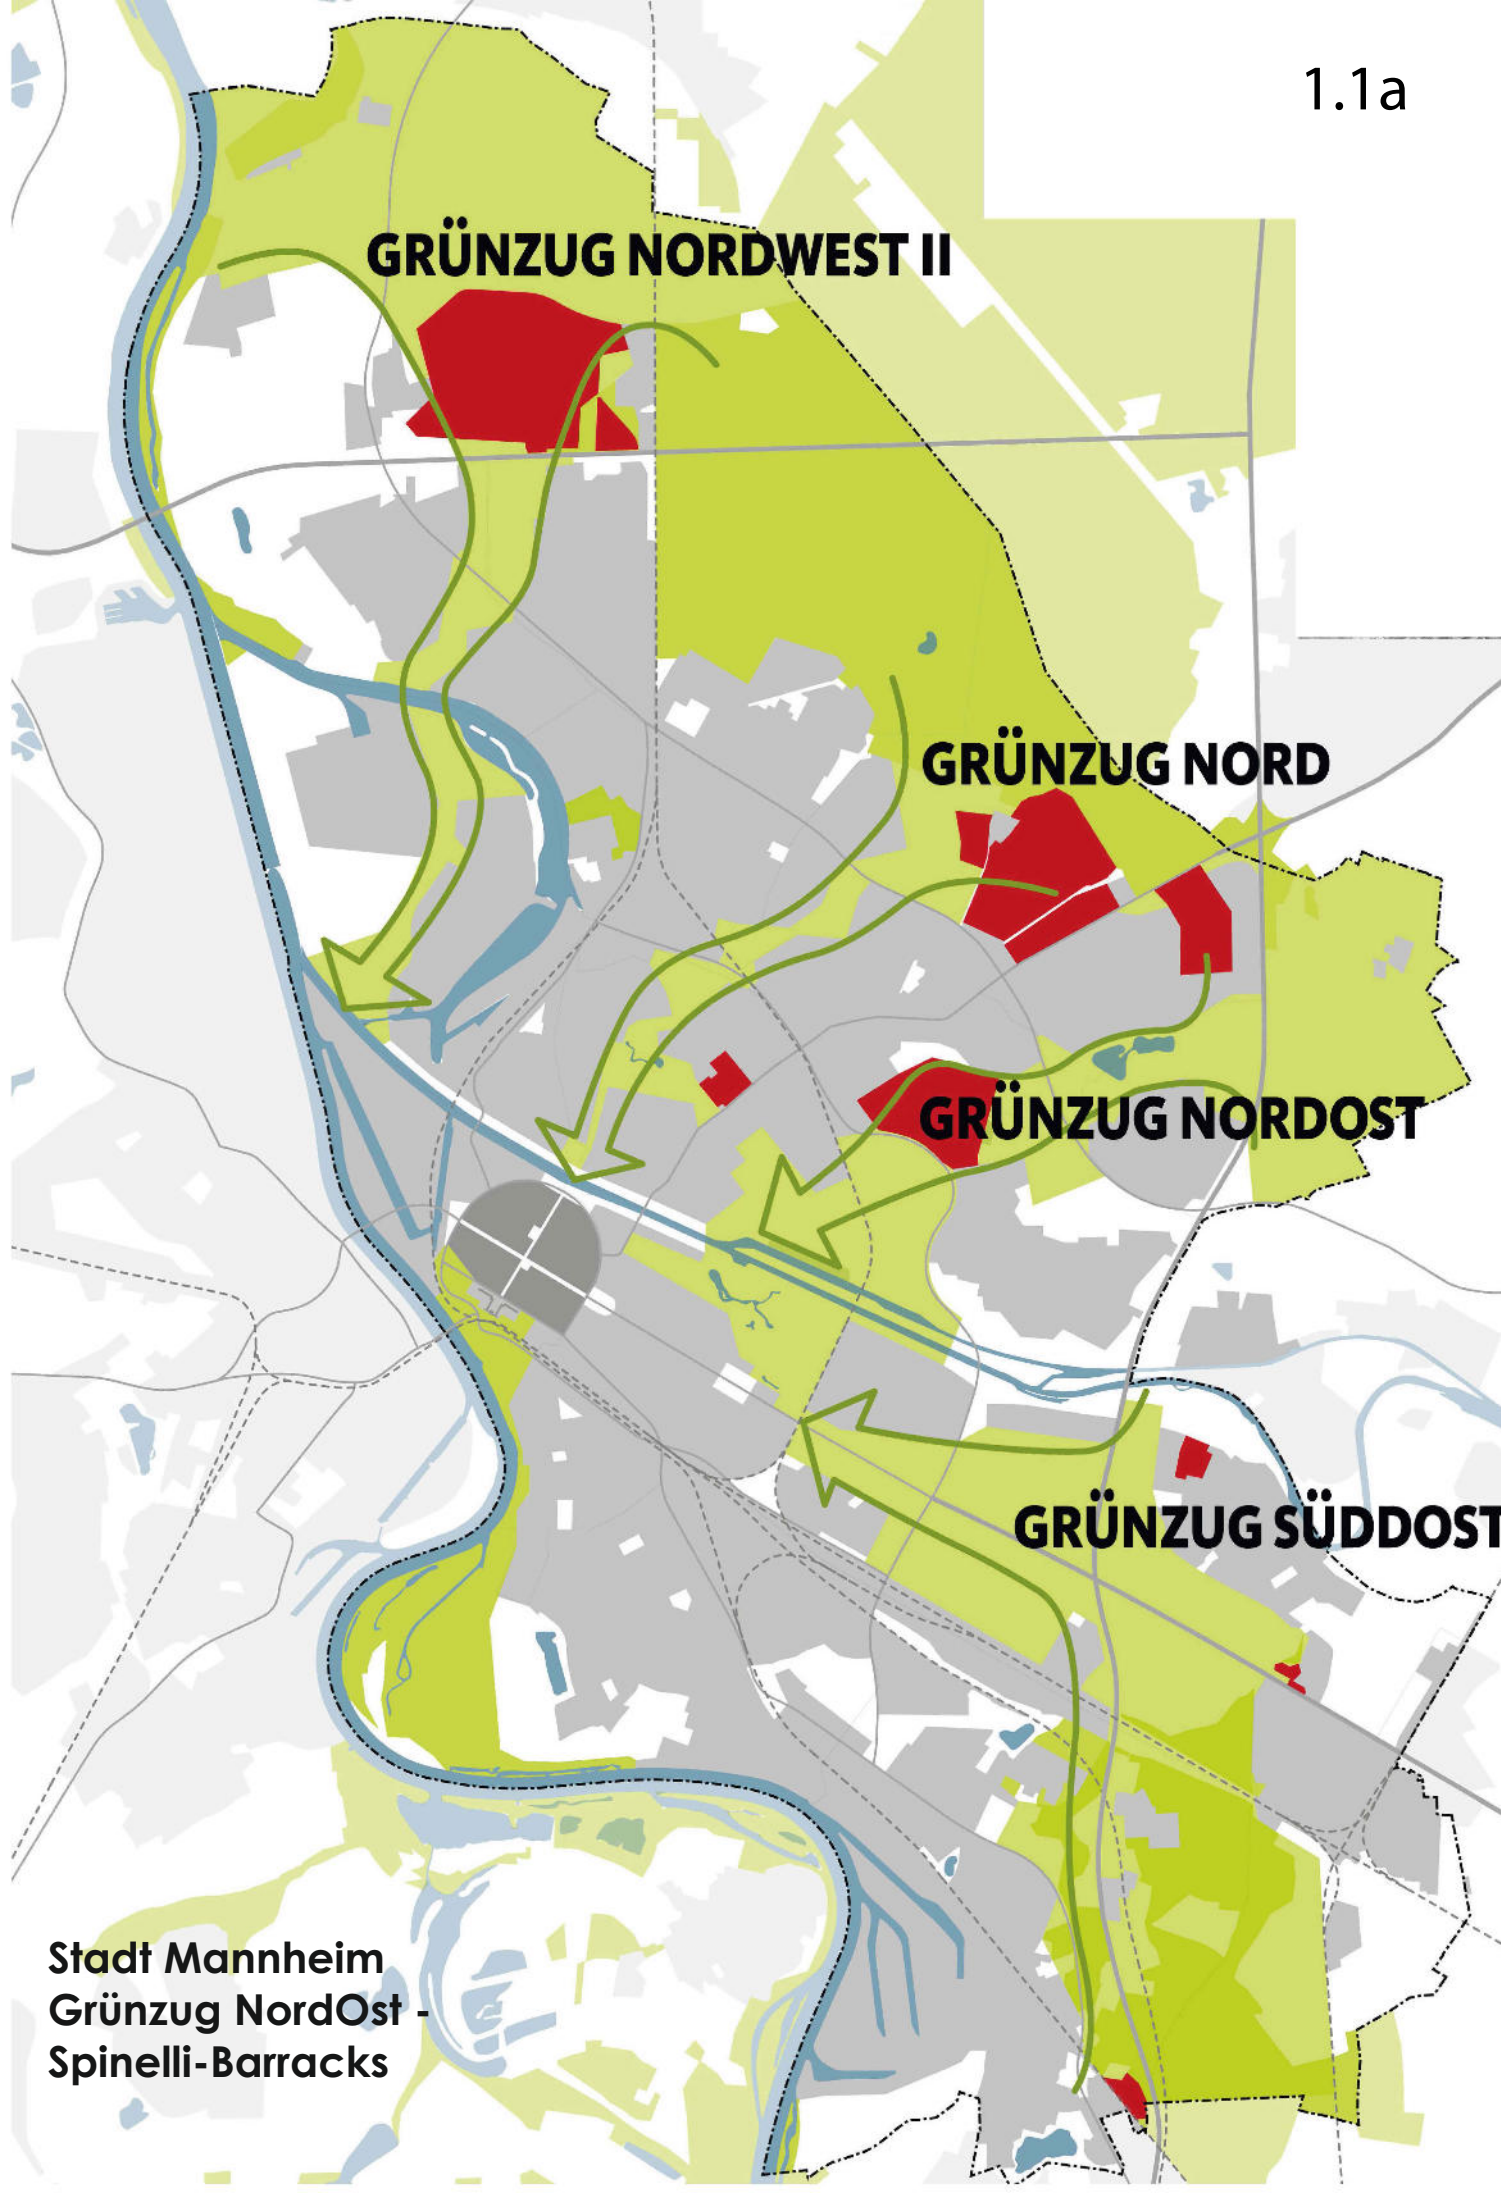 1.1a
GRÜNZUG NORDWEST II
GRÜNZUG NORD
GRÜNZUG NORDOST
GRÜNZUG SÜDDOST
Stadt Mannheim
Grünzug NordOst -
Spinelli-Barracks